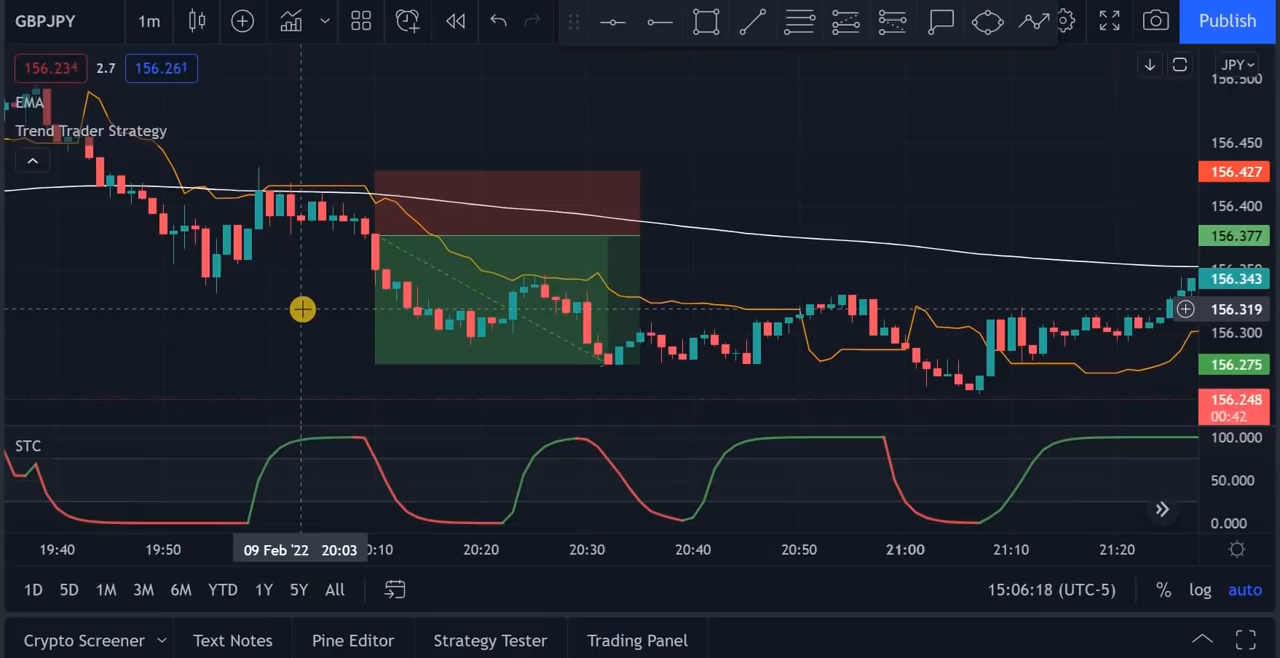 GBPJPY 1m Publish
156.234 2.7 156.261 JPY
EMA
Trend Trader Strategy
156.500
156.450
156.427
156.400
156.377
156.343
156.319
156.300
156.275
156.248
00:42
STC
100.000
50.000
0.000
19:40 19:50 09 Feb '22 20:03 0:10 20:20 20:30 20:40 20:50 21:00 21:10 21:20
1D 5D 1M 3M 6M YTD 1Y 5Y All 15:06:18 (UTC-5) % log auto
Crypto Screener Text Notes Pine Editor Strategy Tester Trading Panel